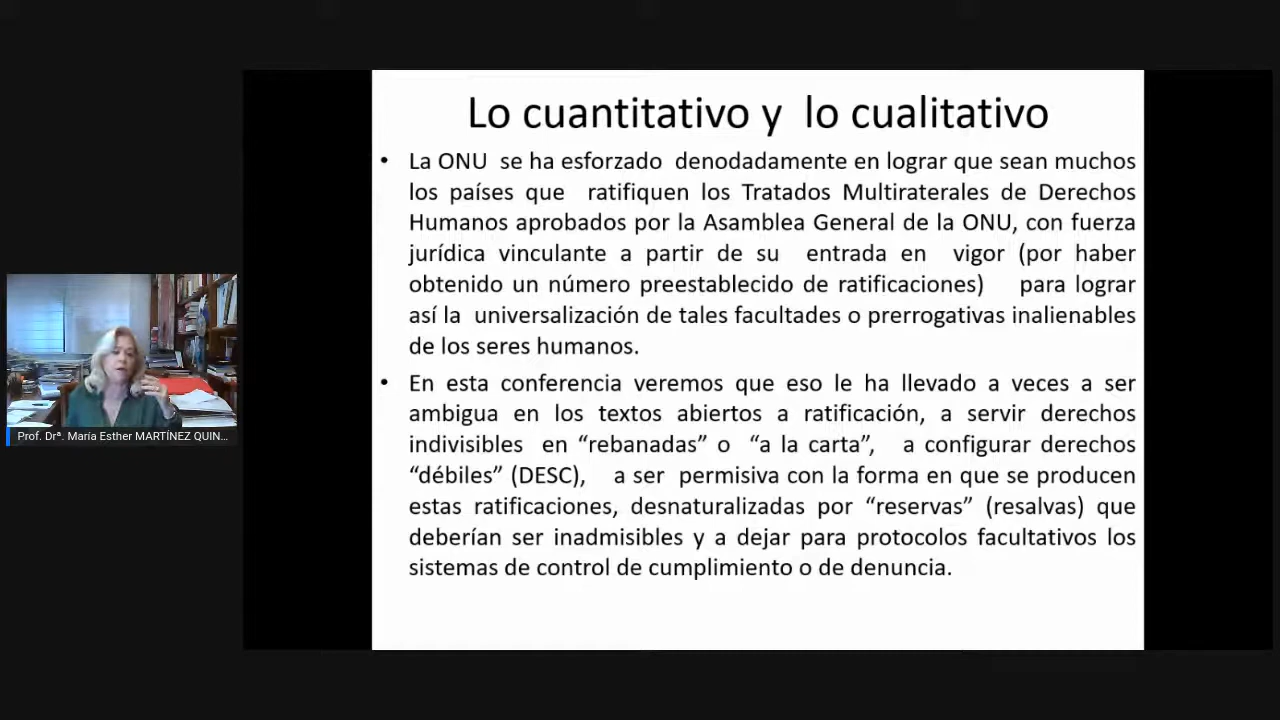 Lo cuantitativo y lo cualitativo
• La ONU se ha esforzado denodadamente en lograr que sean muchos
los países que ratifiquen los Tratados Multiraterales de Derechos
Humanos aprobados por la Asamblea General de la ONU, con fuerza
jurídica vinculante a partir de su entrada en vigor (por haber
obtenido un número preestablecido de ratificaciones) para lograr
así la universalización de tales facultades o prerrogativas inalienables
de los seres humanos.
• En esta conferencia veremos que eso le ha llevado a veces a ser
ambigua en los textos abiertos a ratificación, a servir derechos
indivisibles en “rebanadas” o “a la carta”, a configurar derechos
“débiles” (DESC), a ser permisiva con la forma en que se producen
estas ratificaciones, desnaturalizadas por “reservas” (resalvas) que
deberían ser inadmisibles y a dejar para protocolos facultativos los
sistemas de control de cumplimiento o de denuncia.
Prof. Drª. María Esther MARTÍNEZ QUIN...